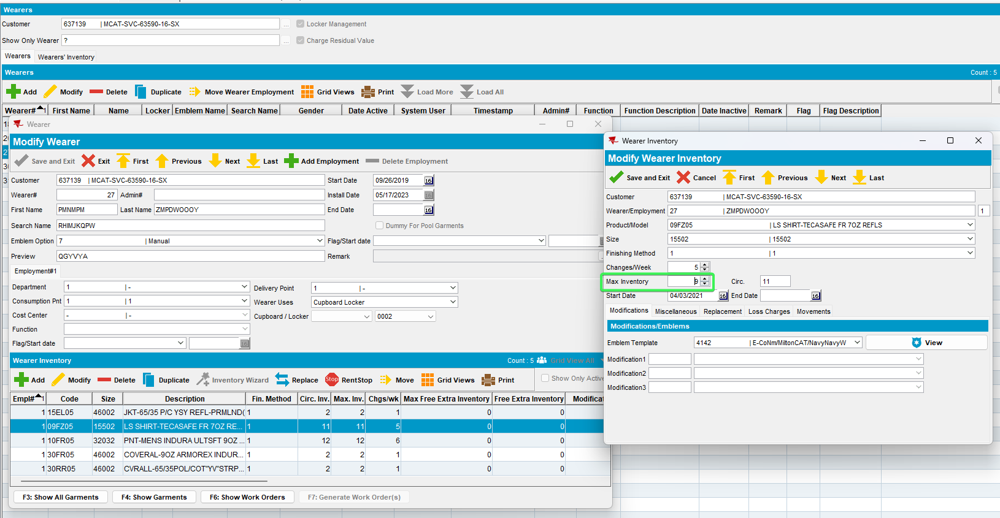 Wearers
Customer 637139 | MCAT-SVC-63590-16-SX ... Locker Management
Show Only Wearer ? ... Charge Residual Value
Wearers Wearers' Inventory
Wearers Count : 5
Add Modify Delete Duplicate Move Wearer Employment Grid Views Print Load More Load All
Wearer# 1 First Name Name Locker Emblem Name Search Name Gender Date Active System User Timestamp Admin# Function Function Description Date Inactive Remark Flag Flag Description
Wearer
Modify Wearer
Save and Exit Exit First Previous Next Last Add Employment Delete Employment
Customer 637139 | MCAT-SVC-63590-16-SX Start Date 09/26/2019 16
Wearer# 27 Admin# Install Date 05/17/2023 16
First Name PMNMPM Last Name ZMPDWOOOY End Date 16
Search Name RHIMJKQPW Dummy For Pool Garments
Emblem Option 7 | Manual Flag/Start date
Preview QGYVYA Remark
Employment#1
Department 1 | - Delivery Point 1 | -
Consumption Pnt 1 | 1 Wearer Uses Cupboard Locker
Cost Center - | - Cupboard / Locker 0002
Function
Flag/Start date 16
Wearer Inventory Count : 5 Grid View All
Add Modify Delete Duplicate Inventory Wizard Replace Stop RentStop Move Grid Views Print Show Only Active
Empl# 1 Code Size Description Fin. Method Circ. Inv. Max. Inv. Chgs/wk Max Free Extra Inventory Free Extra Inventory Modificat
1 15EL05 46002 JKT-65/35 P/C YSY REFL-PRMLND( 1 2 2 1 0 0
1 09FZ05 15502 LS SHIRT-TECASAFE FR 7OZ RE... 1 11 11 5 0 0
1 10FR05 32032 PNT-MENS INDURA ULTSFT 9OZ ... 1 12 12 6 0 0
1 30FR05 46002 COVERAL-9OZ ARMOREX INDUR... 1 2 2 1 0 0
1 30RR05 46002 CVRALL-65/35POL/COT"YV"STRP... 1 2 2 1 0 0
F3: Show All Garments F4: Show Garments F6: Show Work Orders F7: Generate Work Order(s)
Wearer Inventory
Modify Wearer Inventory
Save and Exit Cancel First Previous Next Last
Customer 637139 | MCAT-SVC-63590-16-SX
Wearer/Employment 27 | ZMPDWOOOY 1
Product/Model 09FZ05 | LS SHIRT-TECASAFE FR 7OZ REFLS
Size 15502 | 15502
Finishing Method 1 | 1
Changes/Week 5
Max Inventory 9 Circ. 11
Start Date 04/03/2021 16 End Date 16
Modifications Miscellaneous Replacement Loss Charges Movements
Modifications/Emblems
Emblem Template 4142 | E-CoNm/MiltonCAT/NavyNavyW View
Modification1
Modification2
Modification3